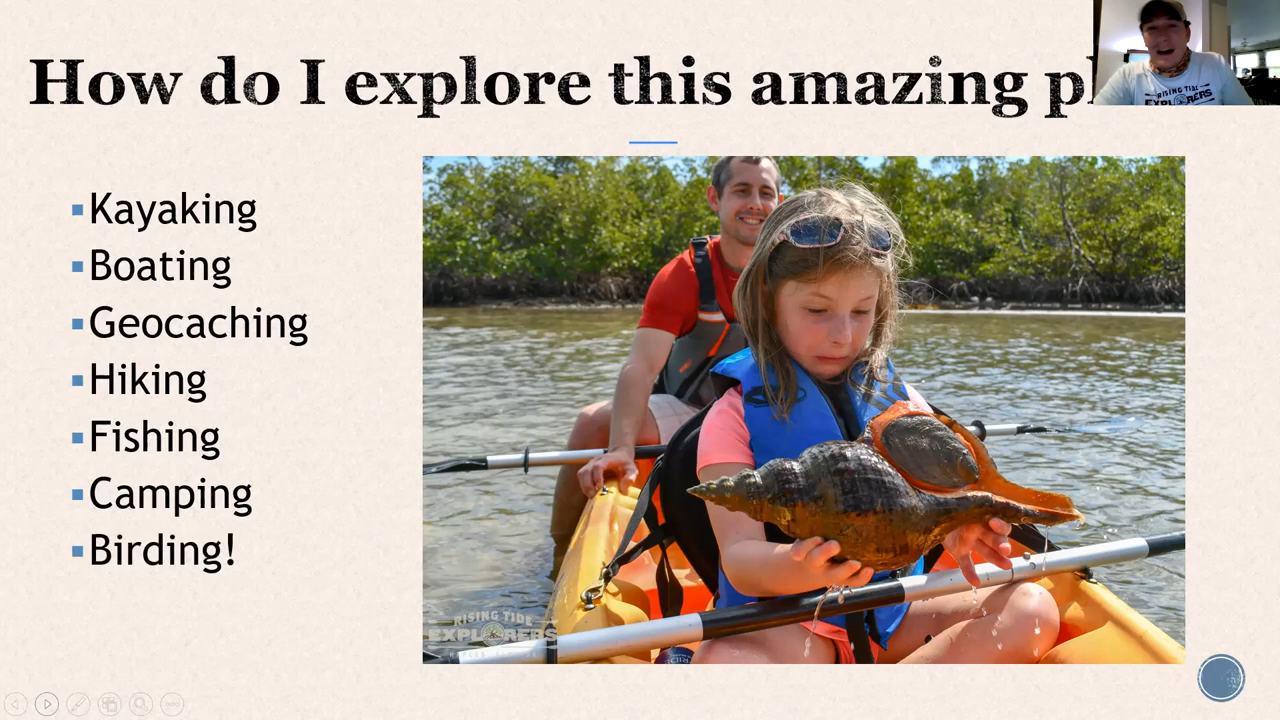 How do I explore this amazing
RISING TIDE
EXPLORERS
▪Kayaking
▪Boating
▪Geocaching
▪Hiking
▪Fishing
▪Camping
▪Birding!
RISING TIDE
EXPLORERS